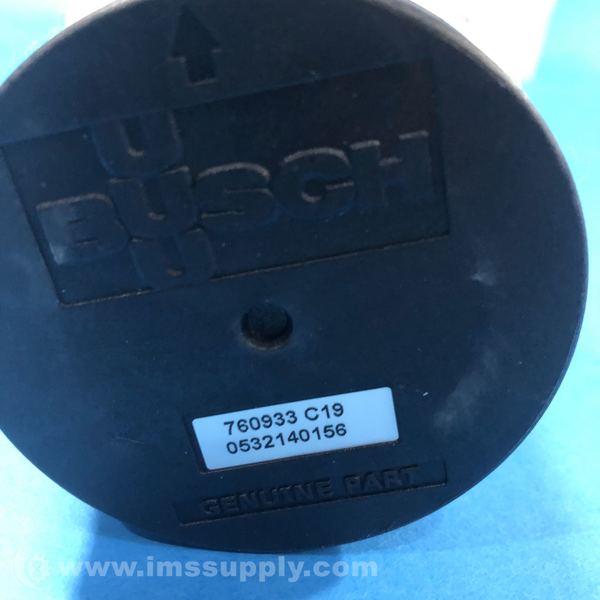 U
BUSCH
U
760933 C19
0532140156
GENUINE PART
www.imssupply.com